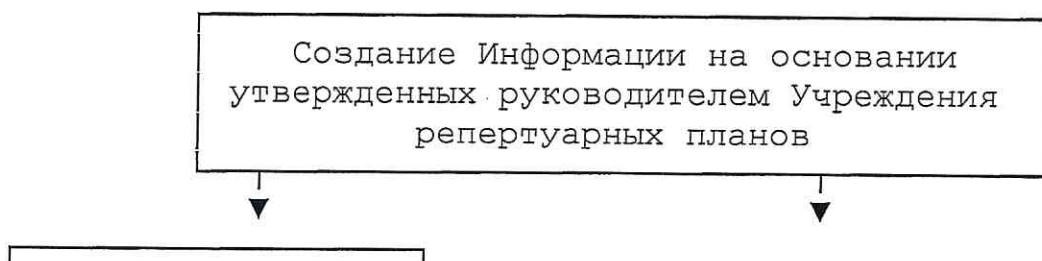 Создание Информации на основании
утвержденных руководителем Учреждения
репертуарных планов